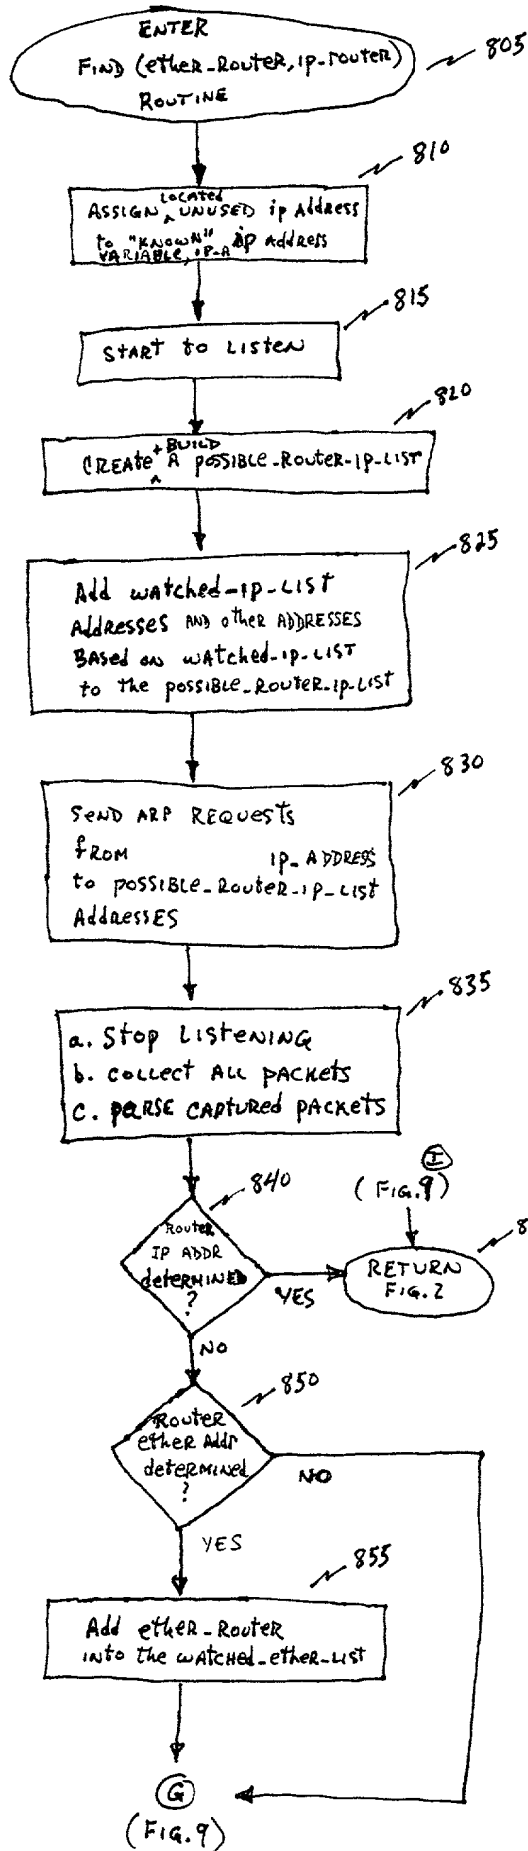 ENTER
FIND (ether_Router, ip_router)
ROUTINE
805
810
LOCATED
ASSIGN ^ UNUSED ip Address
to "KNOWN" ip Address
VARIABLE, IP_A
815
START to LISTEN
820
+ BUILD
CREATE ^ A possible_Router_ip_LIST
825
Add watched_ip_LIST
Addresses AND other ADDRESSES
BASED ON WATCHED_ip_LIST
to the possible_Router_ip_LIST
830
SEND ARP REQUESTS
FROM ip_ADDRESS
to possible_Router_ip_LIST
Addresses
835
a. Stop LISTENING
b. COLLECT ALL PACKETS
c. PARSE CAPTURED PACKETS
840
Router
IP ADDR
determined
?
YES
NO
I
(FIG. 9)
8
RETURN
FIG. 2
850
Router
ether Addr
determined
?
NO
YES
855
Add ether_Router
INTO the WATCHED_ether_LIST
G
(FIG. 9)